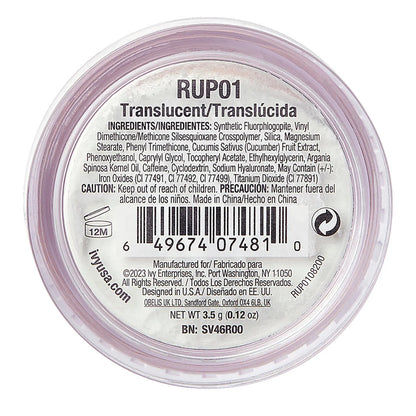 RUP01
Translucent/Translúcida
INGREDIENTS/INGREDIENTES: Synthetic Fluorphlogopite, Vinyl
Dimethicone/Methicone Silsesquioxane Crosspolymer, Silica, Magnesium
Stearate, Phenyl Trimethicone, Cucumis Sativus (Cucumber) Fruit Extract,
Phenoxyethanol, Caprylyl Glycol, Tocopheryl Acetate, Ethylhexylglycerin, Argania
Spinosa Kernel Oil, Caffeine, Cyclodextrin, Sodium Hyaluronate, May Contain (+/-):
Iron Oxides (CI 77491, CI 77492, CI 77499), Titanium Dioxide (CI 77891)
CAUTION: Keep out of reach of children. PRECAUCIÓN: Mantener fuera del
alcance de los niños. Made in China/Hecho en China
12M
6 49674 07481 0
ivyusa.com
RUP0108200
Manufactured for/ Fabricado para
©2023 Ivy Enterprises, Inc. Port Washington, NY 11050
All Rights Reserved. / Todos Los Derechos Reservados.
Designed in U.S.A./ Diseñado en EE. UU.
OBELIS UK LTD, Sandford Gate, Oxford OX4 6LB, UK
NET WT 3.5 g (0.12 oz)
BN: SV46R00